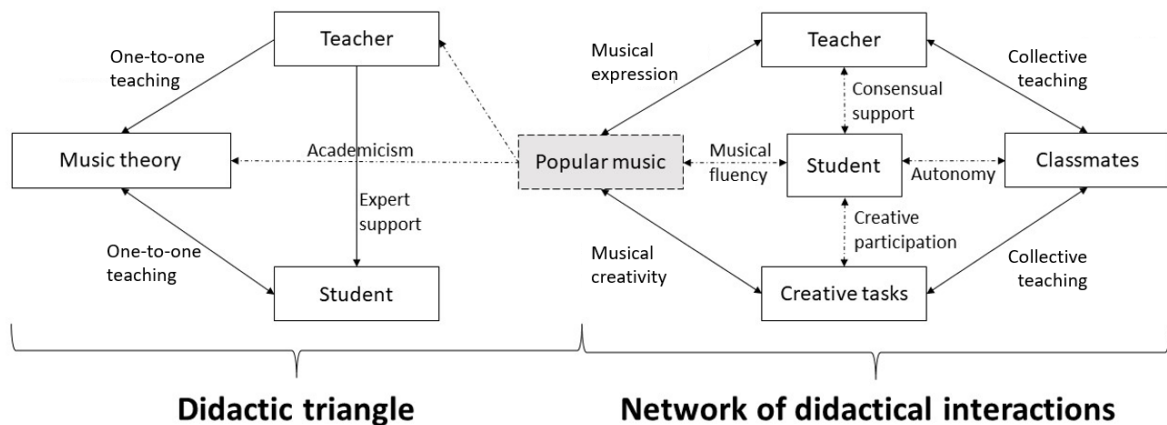 Teacher
One-to-one
teaching
Music theory
Academicism
Expert
support
One-to-one
teaching
Student
Didactic triangle
Popular music
Musical
expression
Teacher
Collective
teaching
Consensual
support
Musical
fluency
Student
Autonomy
Classmates
Creative
participation
Musical
creativity
Creative tasks
Collective
teaching
Network of didactical interactions